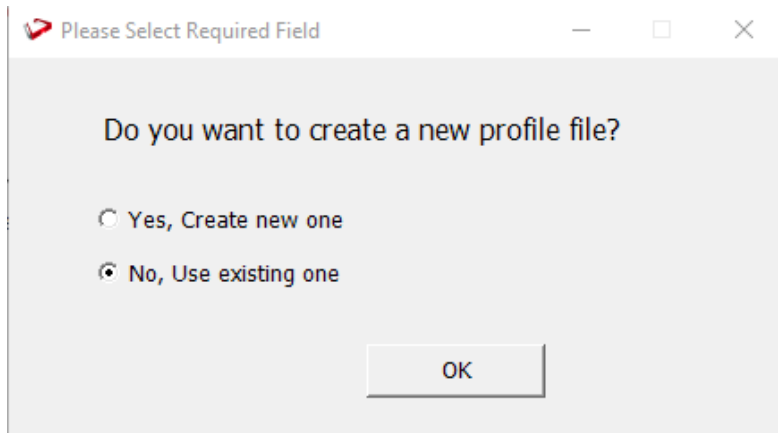 Please Select Required Field
Do you want to create a new profile file?
Yes, Create new one
No, Use existing one
OK